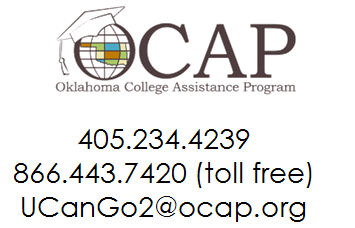 OCAP
Oklahoma College Assistance Program
405.234.4239
866.443.7420 (toll free)
UCanGo2@ocap.org